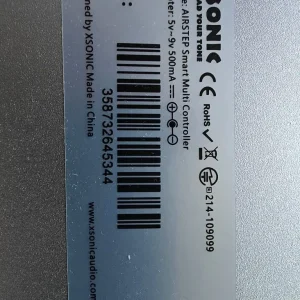 SONIC
AD YOUR TONE
e: AIRSTEP Smart Multi Controller
ter: 5v⎓9v 500mA
CE RoHS
214-109099
:
358732645344
ned by XSONIC Made in China
www.xsonicaudio.com